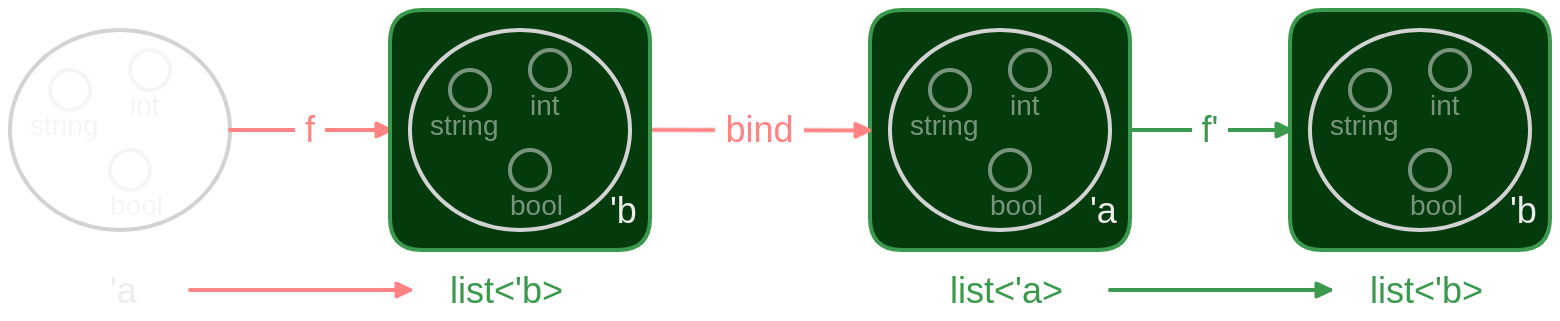 string
int
bool
f
string
int
bool
'b
bind
string
int
bool
'a
f'
string
int
bool
'b
'a
list<'b>
list<'a>
list<'b>